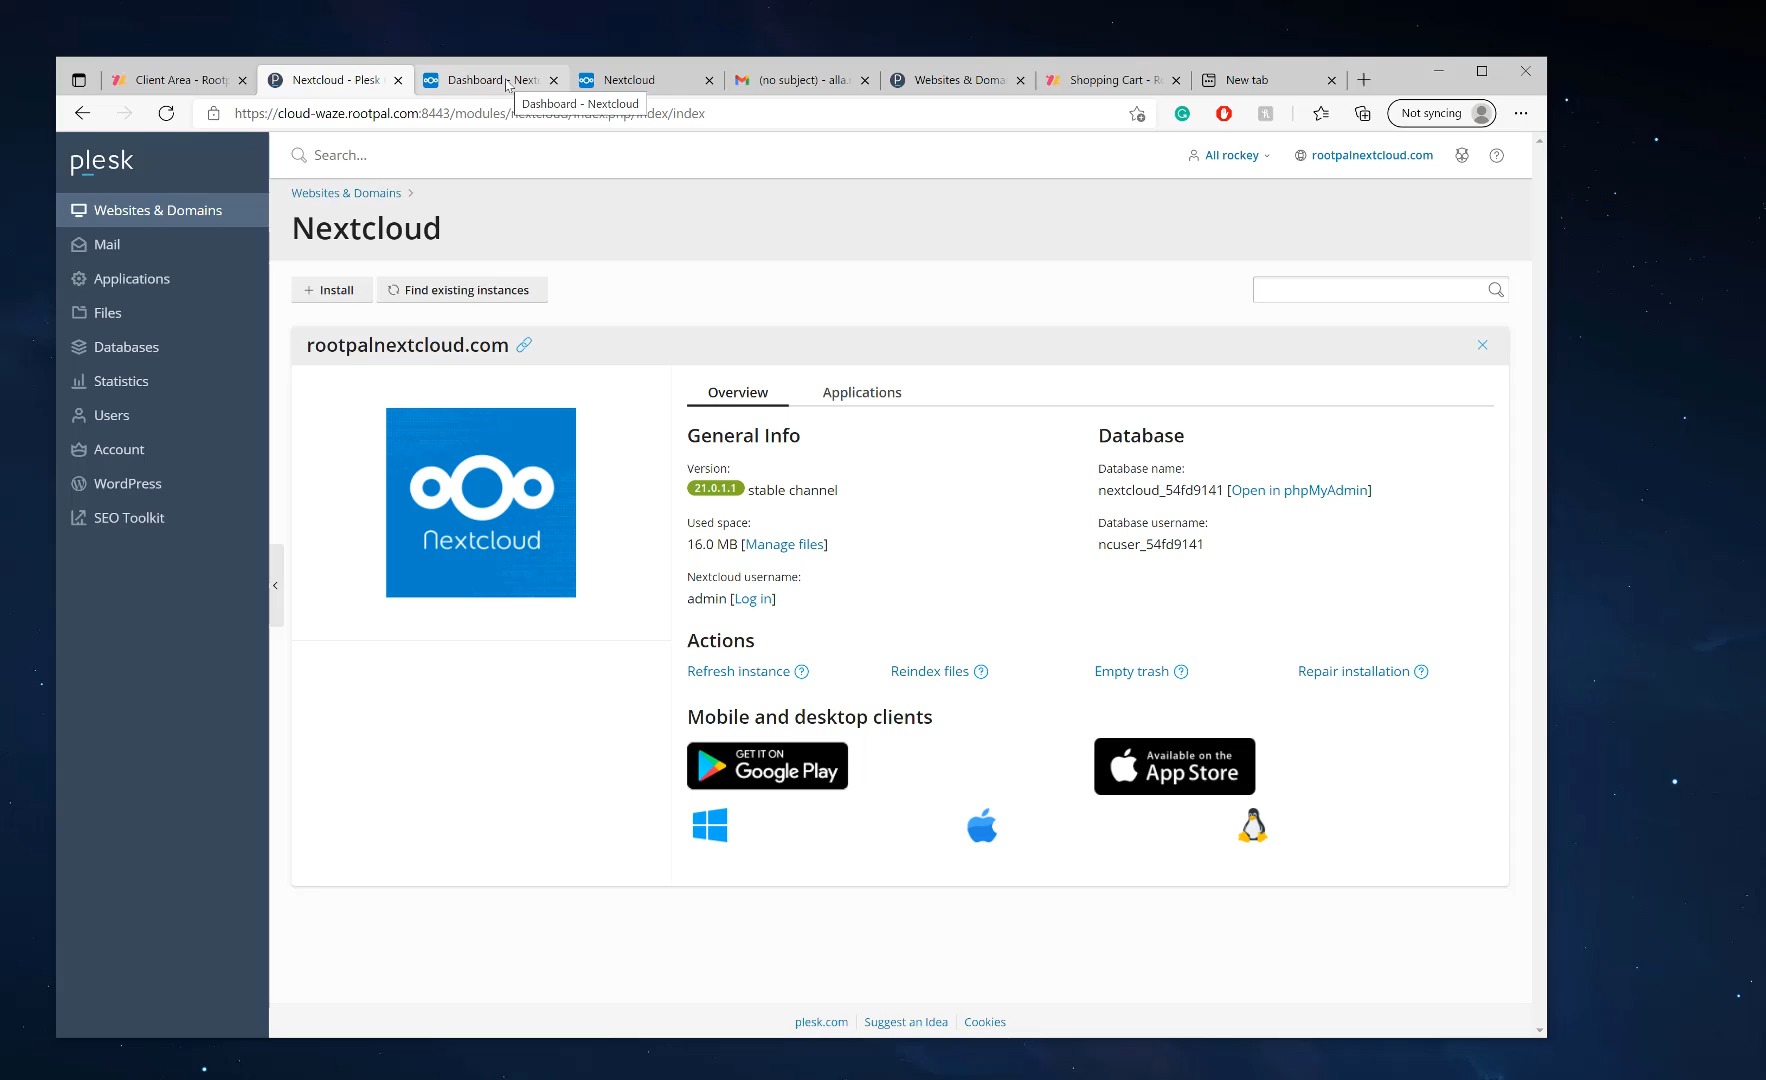 Client Area - Rootp
Nextcloud - Plesk
Dashboard - Nextc
Nextcloud
(no subject) - alla.
Websites & Doma
Shopping Cart - R
New tab
Dashboard - Nextcloud
https://cloud-waze.rootpal.com:8443/modules/nextcloud/index.php/index/index
Not syncing
plesk
Search...
All rockey
rootpalnextcloud.com
Websites & Domains
Mail
Applications
Files
Databases
Statistics
Users
Account
WordPress
SEO Toolkit
Websites & Domains
Nextcloud
Install
Find existing instances
rootpalnextcloud.com
Nextcloud
Overview
Applications
General Info
Version:
21.0.1.1 stable channel
Used space:
16.0 MB [Manage files]
Nextcloud username:
admin [Log in]
Database
Database name:
nextcloud_54fd9141 [Open in phpMyAdmin]
Database username:
ncuser_54fd9141
Actions
Refresh instance ?
Reindex files ?
Empty trash ?
Repair installation ?
Mobile and desktop clients
GET IT ON
Google Play
Available on the
App Store
plesk.com
Suggest an Idea
Cookies